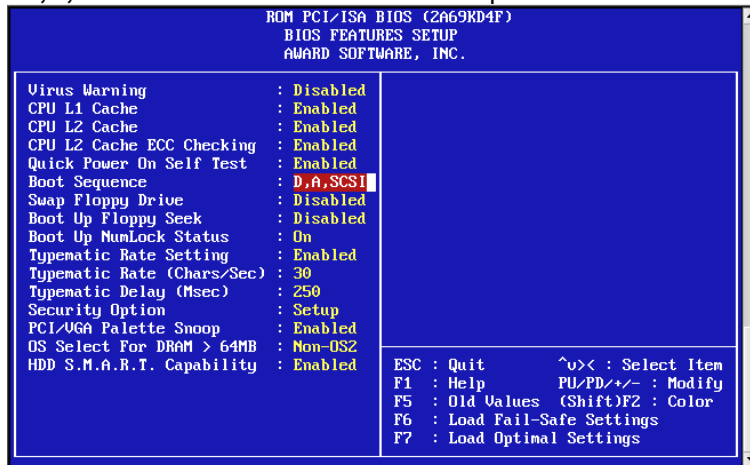 ROM PCI/ISA BIOS (2A69KD4F)
BIOS FEATURES SETUP
AWARD SOFTWARE, INC.
Virus Warning : Disabled
CPU L1 Cache : Enabled
CPU L2 Cache : Enabled
CPU L2 Cache ECC Checking : Enabled
Quick Power On Self Test : Enabled
Boot Sequence : D,A,SCSI
Swap Floppy Drive : Disabled
Boot Up Floppy Seek : Disabled
Boot Up NumLock Status : On
Typematic Rate Setting : Enabled
Typematic Rate (Chars/Sec) : 30
Typematic Delay (Msec) : 250
Security Option : Setup
PCI/VGA Palette Snoop : Enabled
OS Select For DRAM > 64MB : Non-OS2
HDD S.M.A.R.T. Capability : Enabled
ESC : Quit ^v>< : Select Item
F1 : Help PU/PD/+/- : Modify
F5 : Old Values (Shift)F2 : Color
F6 : Load Fail-Safe Settings
F7 : Load Optimal Settings